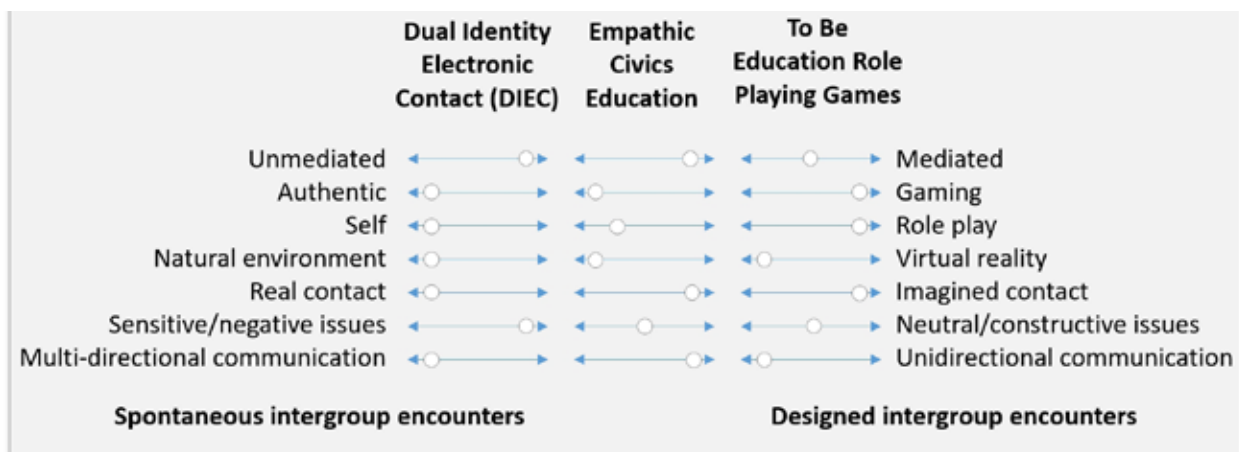 Dual Identity Electronic Contact (DIEC)
Empathic Civics Education
To Be Education Role Playing Games
Unmediated Mediated
Authentic Gaming
Self Role play
Natural environment Virtual reality
Real contact Imagined contact
Sensitive/negative issues Neutral/constructive issues
Multi-directional communication Unidirectional communication
Spontaneous intergroup encounters Designed intergroup encounters